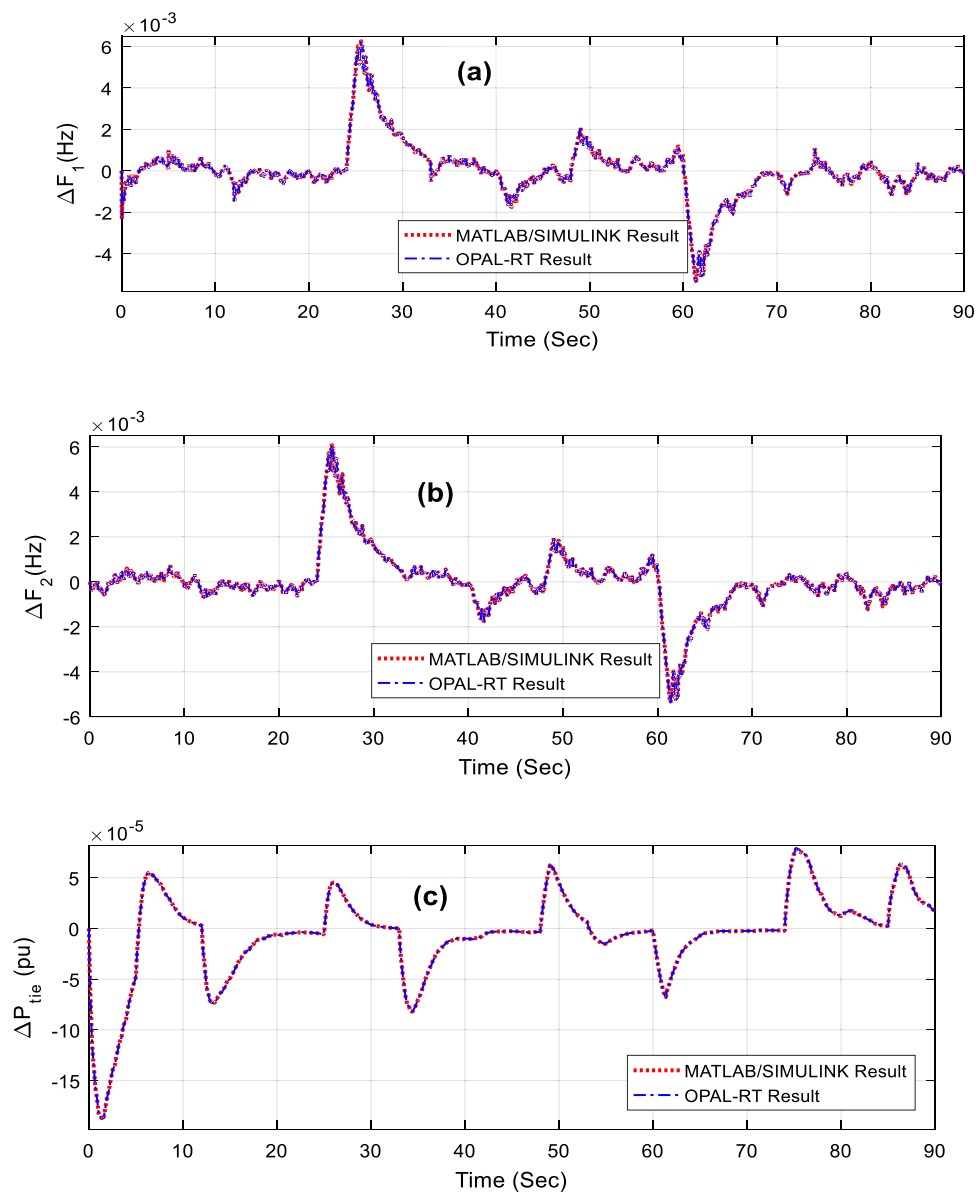 ×10⁻³
(a)
6
4
2
0
-2
-4
ΔF₁(Hz)
MATLAB/SIMULINK Result
OPAL-RT Result
0 10 20 30 40 50 60 70 80 90
Time (Sec)
×10⁻³
(b)
6
4
2
0
-2
-4
-6
ΔF₂(Hz)
MATLAB/SIMULINK Result
OPAL-RT Result
0 10 20 30 40 50 60 70 80 90
Time (Sec)
×10⁻⁵
(c)
5
0
-5
-10
-15
ΔP_tie (pu)
MATLAB/SIMULINK Result
OPAL-RT Result
0 10 20 30 40 50 60 70 80 90
Time (Sec)